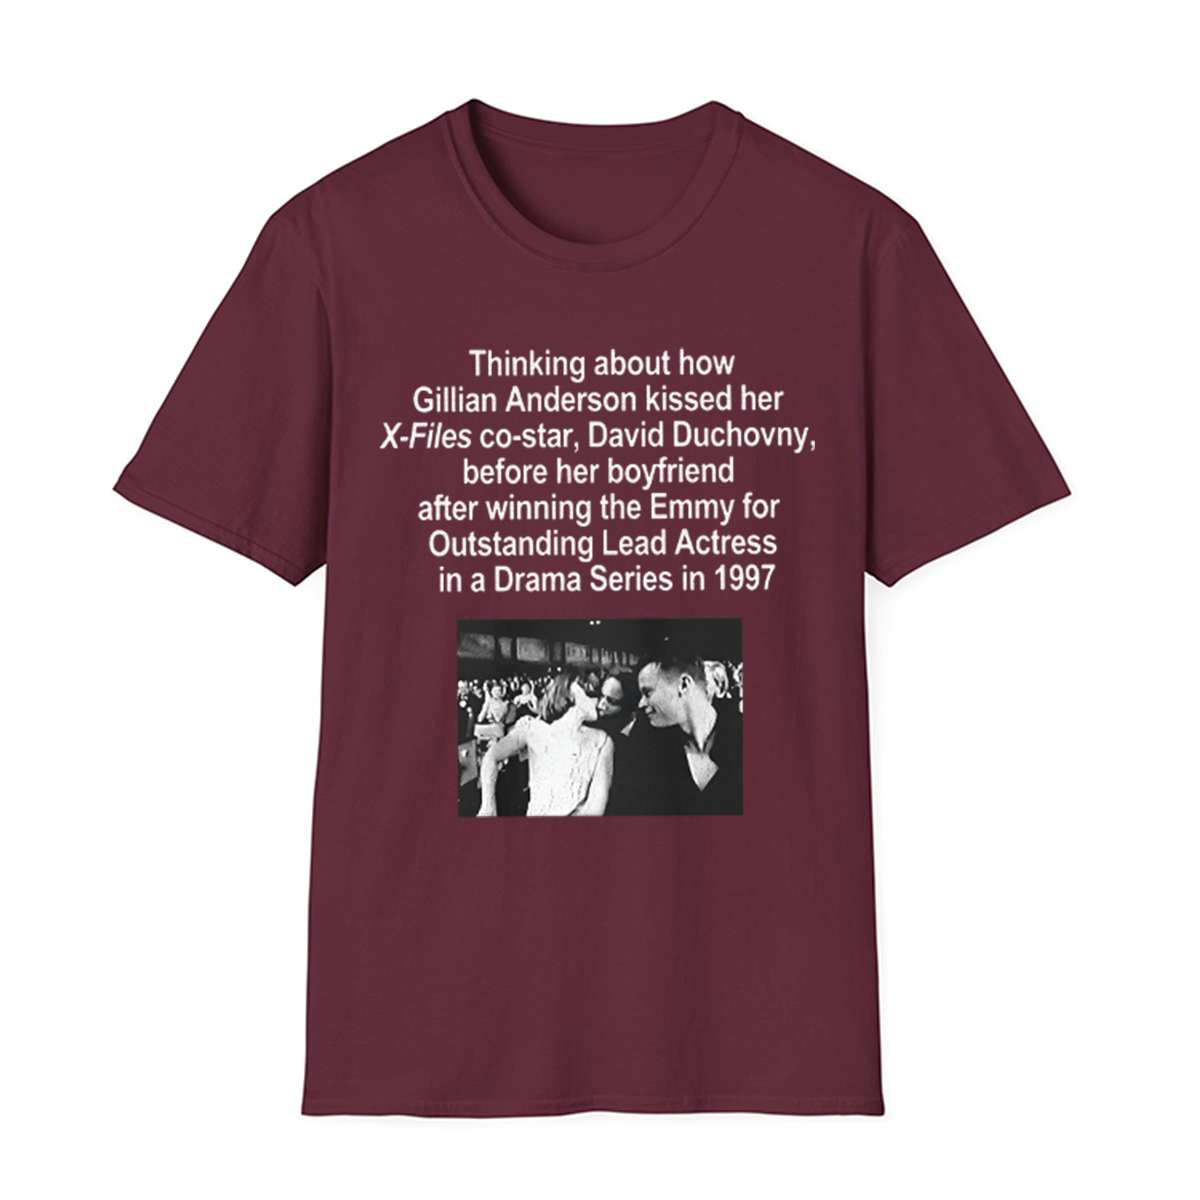 Thinking about how
Gillian Anderson kissed her
X-Files co-star, David Duchovny,
before her boyfriend
after winning the Emmy for
Outstanding Lead Actress
in a Drama Series in 1997